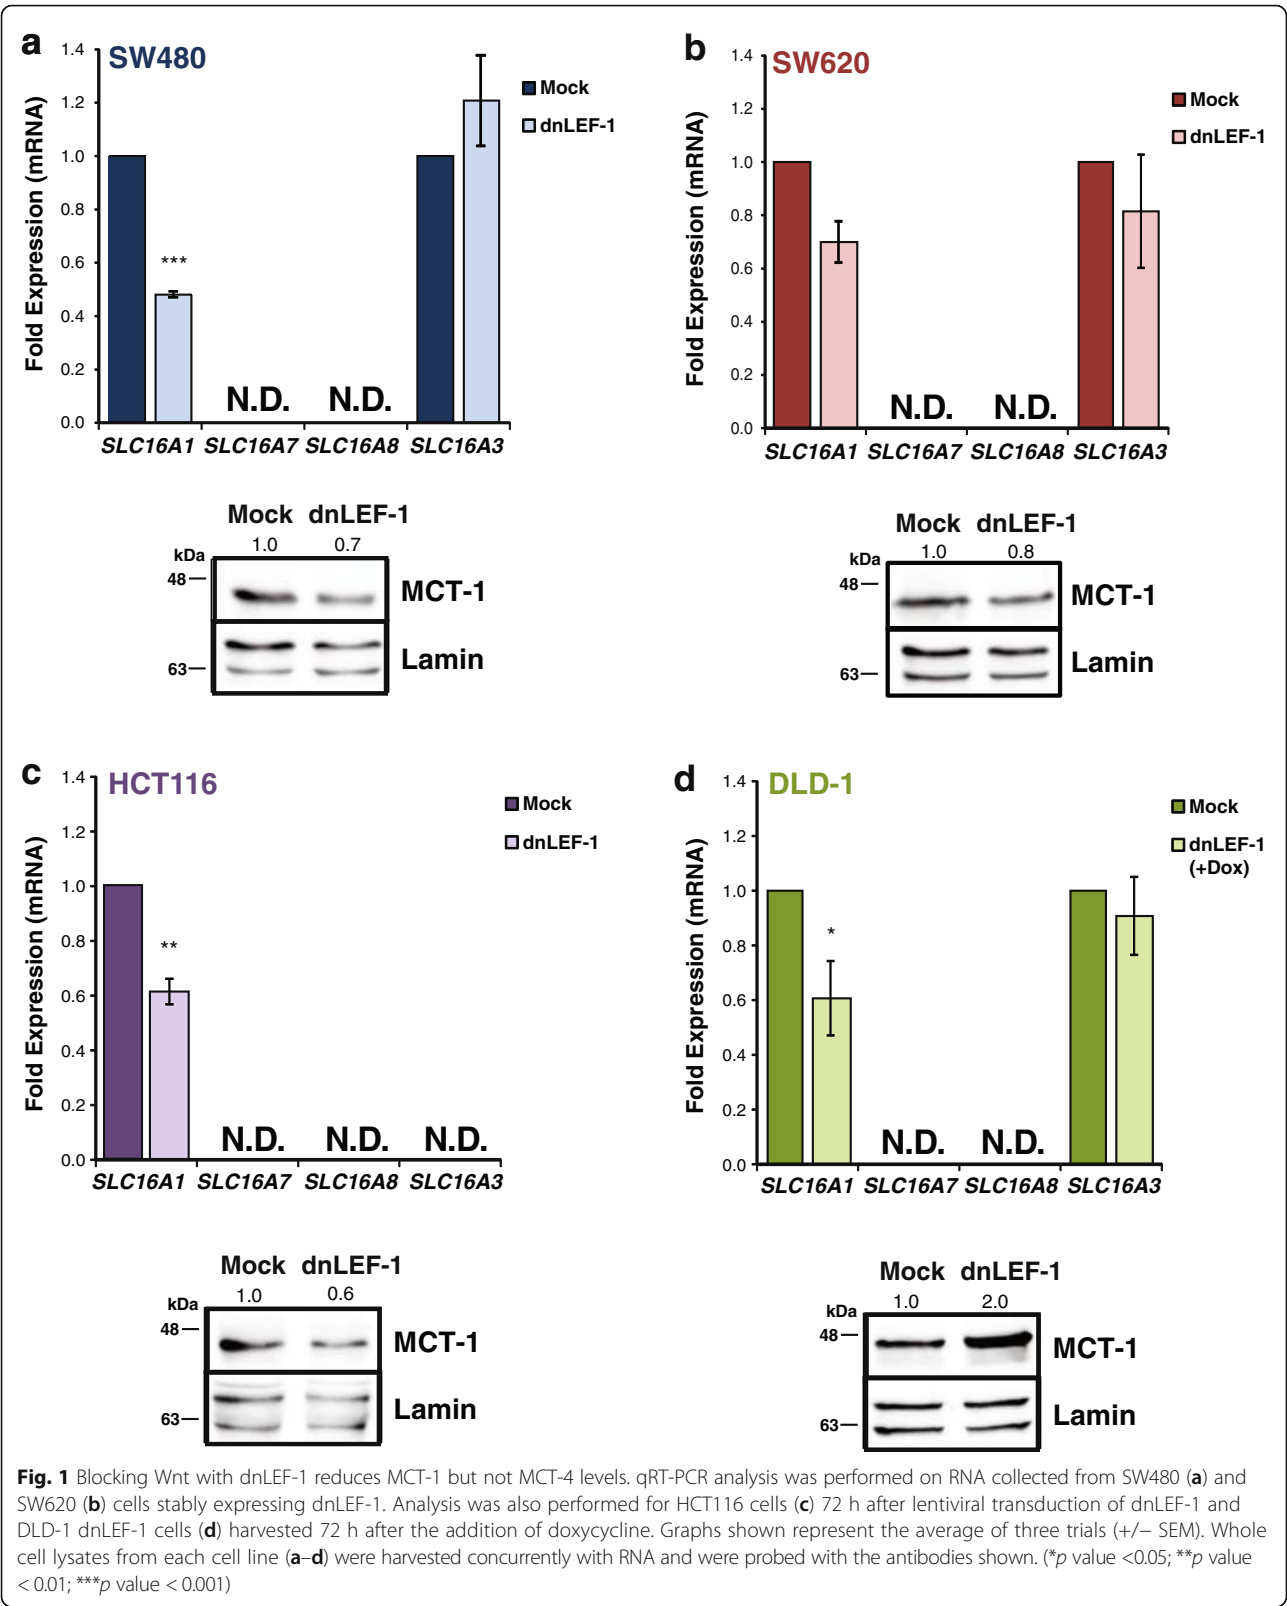 a
SW480
Fold Expression (mRNA)
1.4
1.2
1.0
0.8
0.6
0.4
0.2
0.0
***
N.D.
N.D.
SLC16A1 SLC16A7 SLC16A8 SLC16A3
Mock
dnLEF-1
Mock dnLEF-1
kDa 1.0 0.7
48
MCT-1
63
Lamin
b
SW620
Fold Expression (mRNA)
1.4
1.2
1.0
0.8
0.6
0.4
0.2
0.0
N.D.
N.D.
SLC16A1 SLC16A7 SLC16A8 SLC16A3
Mock
dnLEF-1
Mock dnLEF-1
kDa 1.0 0.8
48
MCT-1
63
Lamin
c
HCT116
Fold Expression (mRNA)
1.4
1.2
1.0
0.8
0.6
0.4
0.2
0.0
**
N.D.
N.D.
N.D.
SLC16A1 SLC16A7 SLC16A8 SLC16A3
Mock
dnLEF-1
Mock dnLEF-1
kDa 1.0 0.6
48
MCT-1
63
Lamin
d
DLD-1
Fold Expression (mRNA)
1.4
1.2
1.0
0.8
0.6
0.4
0.2
0.0
*
N.D.
N.D.
SLC16A1 SLC16A7 SLC16A8 SLC16A3
Mock
dnLEF-1
(+Dox)
Mock dnLEF-1
kDa 1.0 2.0
48
MCT-1
63
Lamin
Fig. 1 Blocking Wnt with dnLEF-1 reduces MCT-1 but not MCT-4 levels. qRT-PCR analysis was performed on RNA collected from SW480 (a) and
SW620 (b) cells stably expressing dnLEF-1. Analysis was also performed for HCT116 cells (c) 72 h after lentiviral transduction of dnLEF-1 and
DLD-1 dnLEF-1 cells (d) harvested 72 h after the addition of doxycycline. Graphs shown represent the average of three trials (+/− SEM). Whole
cell lysates from each cell line (a–d) were harvested concurrently with RNA and were probed with the antibodies shown. (*p value <0.05; **p value
< 0.01; ***p value < 0.001)